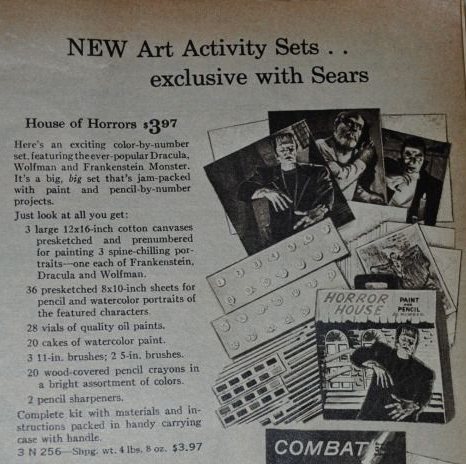 NEW Art Activity Sets . .
exclusive with Sears
House of Horrors $3.97
Here's an exciting color-by-number
set, featuring the ever-popular Dracula,
Wolfman and Frankenstein Monster.
It's a big, big set that's jam-packed
with paint and pencil-by-number
projects.
Just look at all you get:
3 large 12x16-inch cotton canvases
presketched and prenumbered
for painting 3 spine-chilling por-
traits—one each of Frankenstein,
Dracula and Wolfman.
36 presketched 8x10-inch sheets for
pencil and watercolor portraits of
the featured characters.
28 vials of quality oil paints.
20 cakes of watercolor paint.
3 11-in. brushes; 2 5-in. brushes.
20 wood-covered pencil crayons in
a bright assortment of colors.
2 pencil sharpeners.
Complete kit with materials and in-
structions packed in handy carrying
case with handle.
3 N 256—Shpg. wt. 4 lbs. 8 oz. $3.97
HORROR
HOUSE
PAINT
AND
PENCIL
BY NUMBER
COMBAT